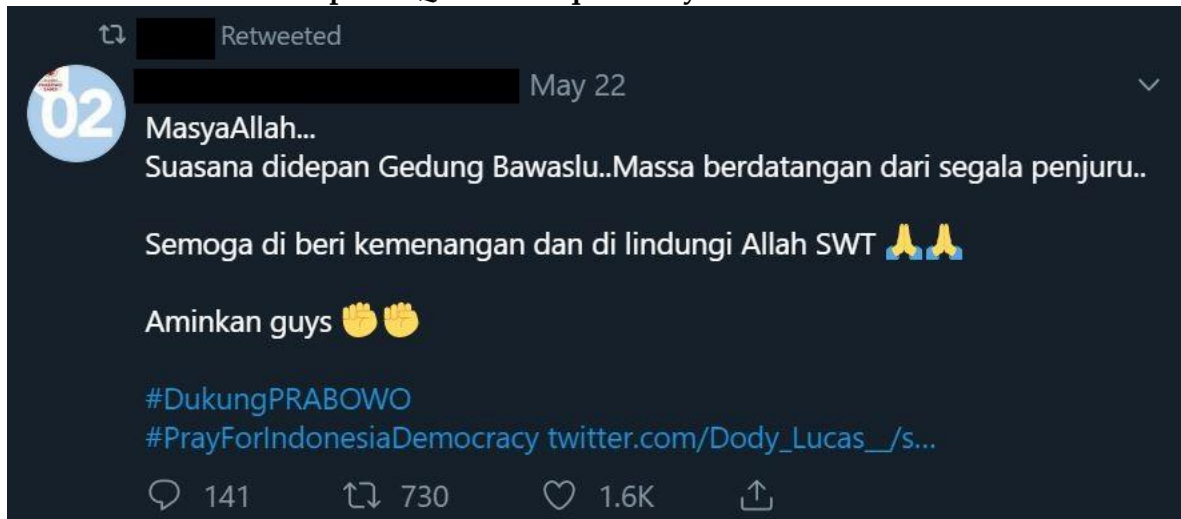 Retweeted
May 22
02
MasyaAllah...
Suasana didepan Gedung Bawaslu..Massa berdatangan dari segala penjuru..
Semoga di beri kemenangan dan di lindungi Allah SWT 🙏🙏
Aminkan guys ✊✊
#DukungPRABOWO
#PrayForIndonesiaDemocracy twitter.com/Dody_Lucas__/s...
141 730 1.6K